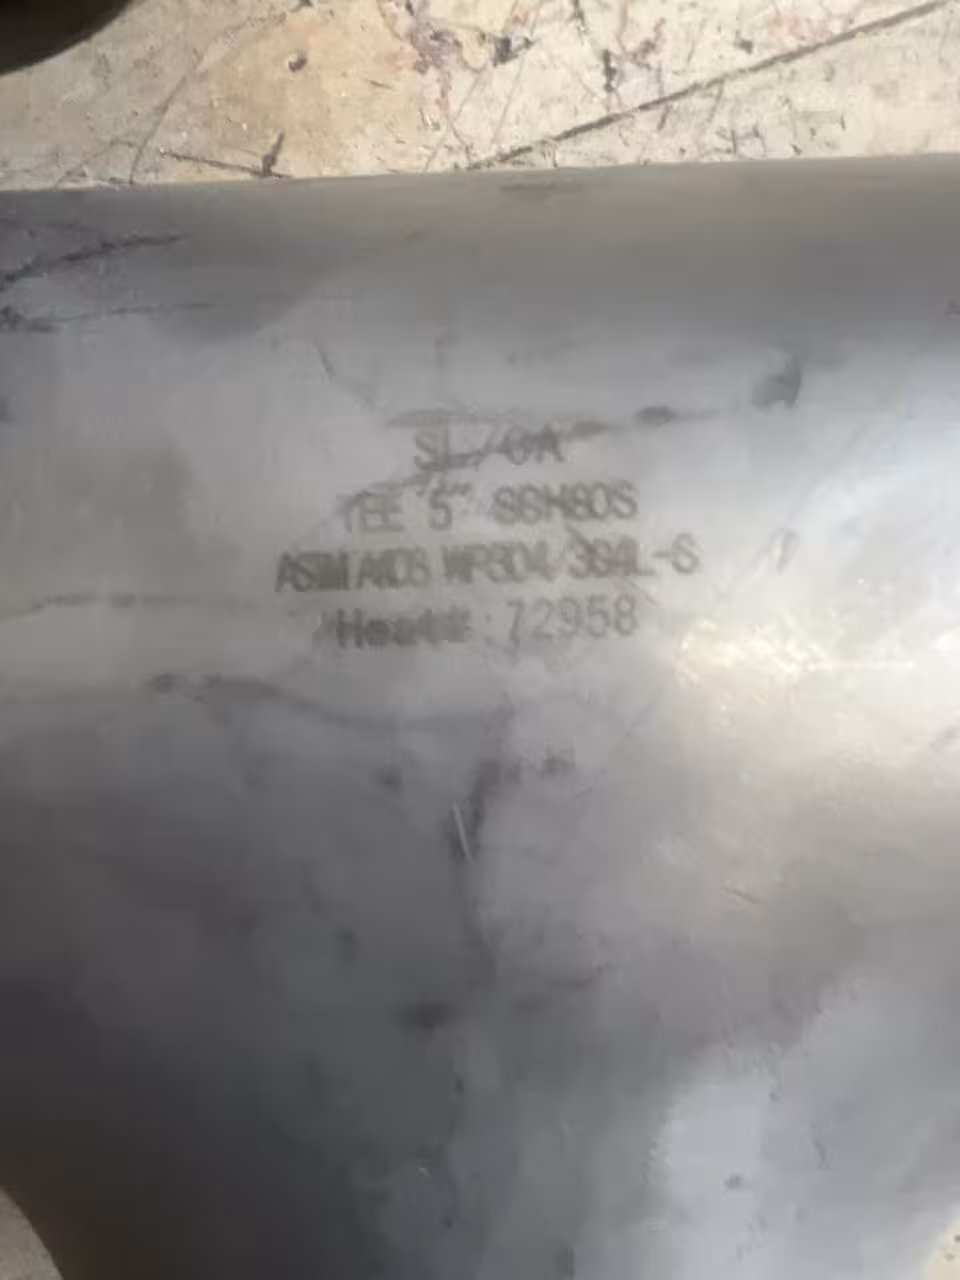 TEE 5" SCH80S
ASTM A403 WP304/304L-S
Heat#: 72958